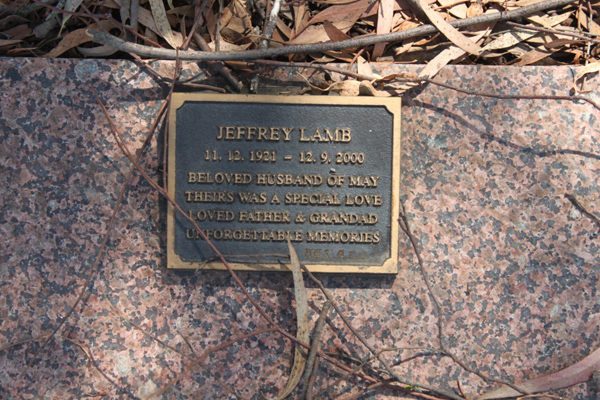 JEFFREY LAMB
11. 12. 1921 – 12. 9. 2000
BELOVED HUSBAND OF MAY
THEIRS WAS A SPECIAL LOVE
LOVED FATHER & GRANDAD
UNFORGETTABLE MEMORIES